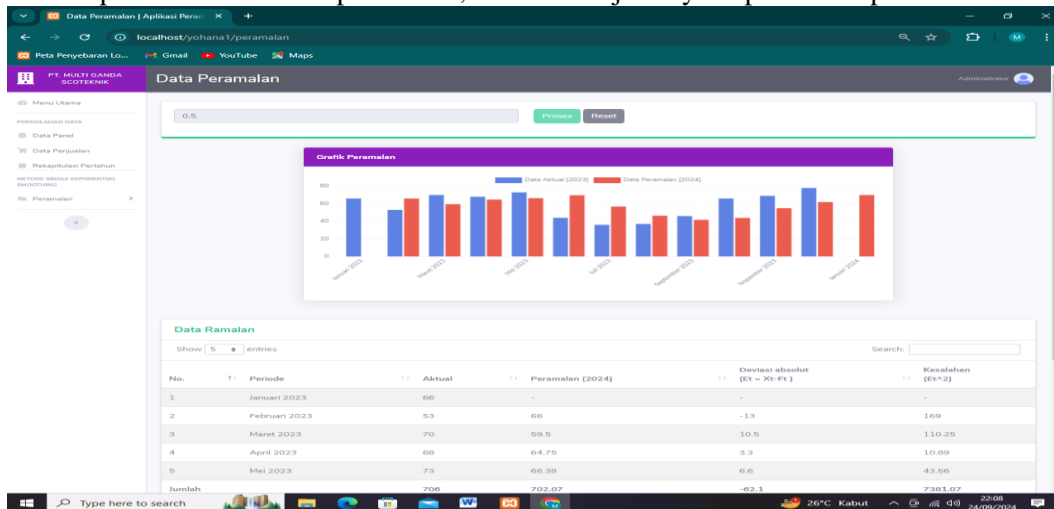 Data Peramalan | Aplikasi Peram
localhost/yohana1/peramalan
Peta Penyebaran Lo... Gmail YouTube Maps
PT. MULTI GANDA SCOTEKNIK
Data Peramalan
Administrator
Menu Utama
PENGOLAHAN DATA
Data Panel
Data Penjualan
Rekapitulasi Pertahun
METODE SINGLE EXPONENTIAL SMOOTHING
Peramalan
0.5 Proses Reset
Grafik Peramalan
Data Aktual [2023] Data Peramalan [2024]
80
60
40
20
0
Januari 2023 Maret 2023 Mei 2023 Juli 2023 September 2023 November 2023 Januari 2024
Data Ramalan
Show 5 entries Search:
No. Periode Aktual Peramalan [2024] Deviasi absolut [Et = Xt-Ft ] Kesalahan [Et^2]
1 Januari 2023 66 - - -
2 Februari 2023 53 66 -13 169
3 Maret 2023 70 59.5 10.5 110.25
4 April 2023 68 64.75 3.3 10.89
5 Mei 2023 73 66.38 6.6 43.56
Jumlah 706 702.07 -62.1 7381.07
Type here to search 26°C Kabut 22:08
24/09/2024